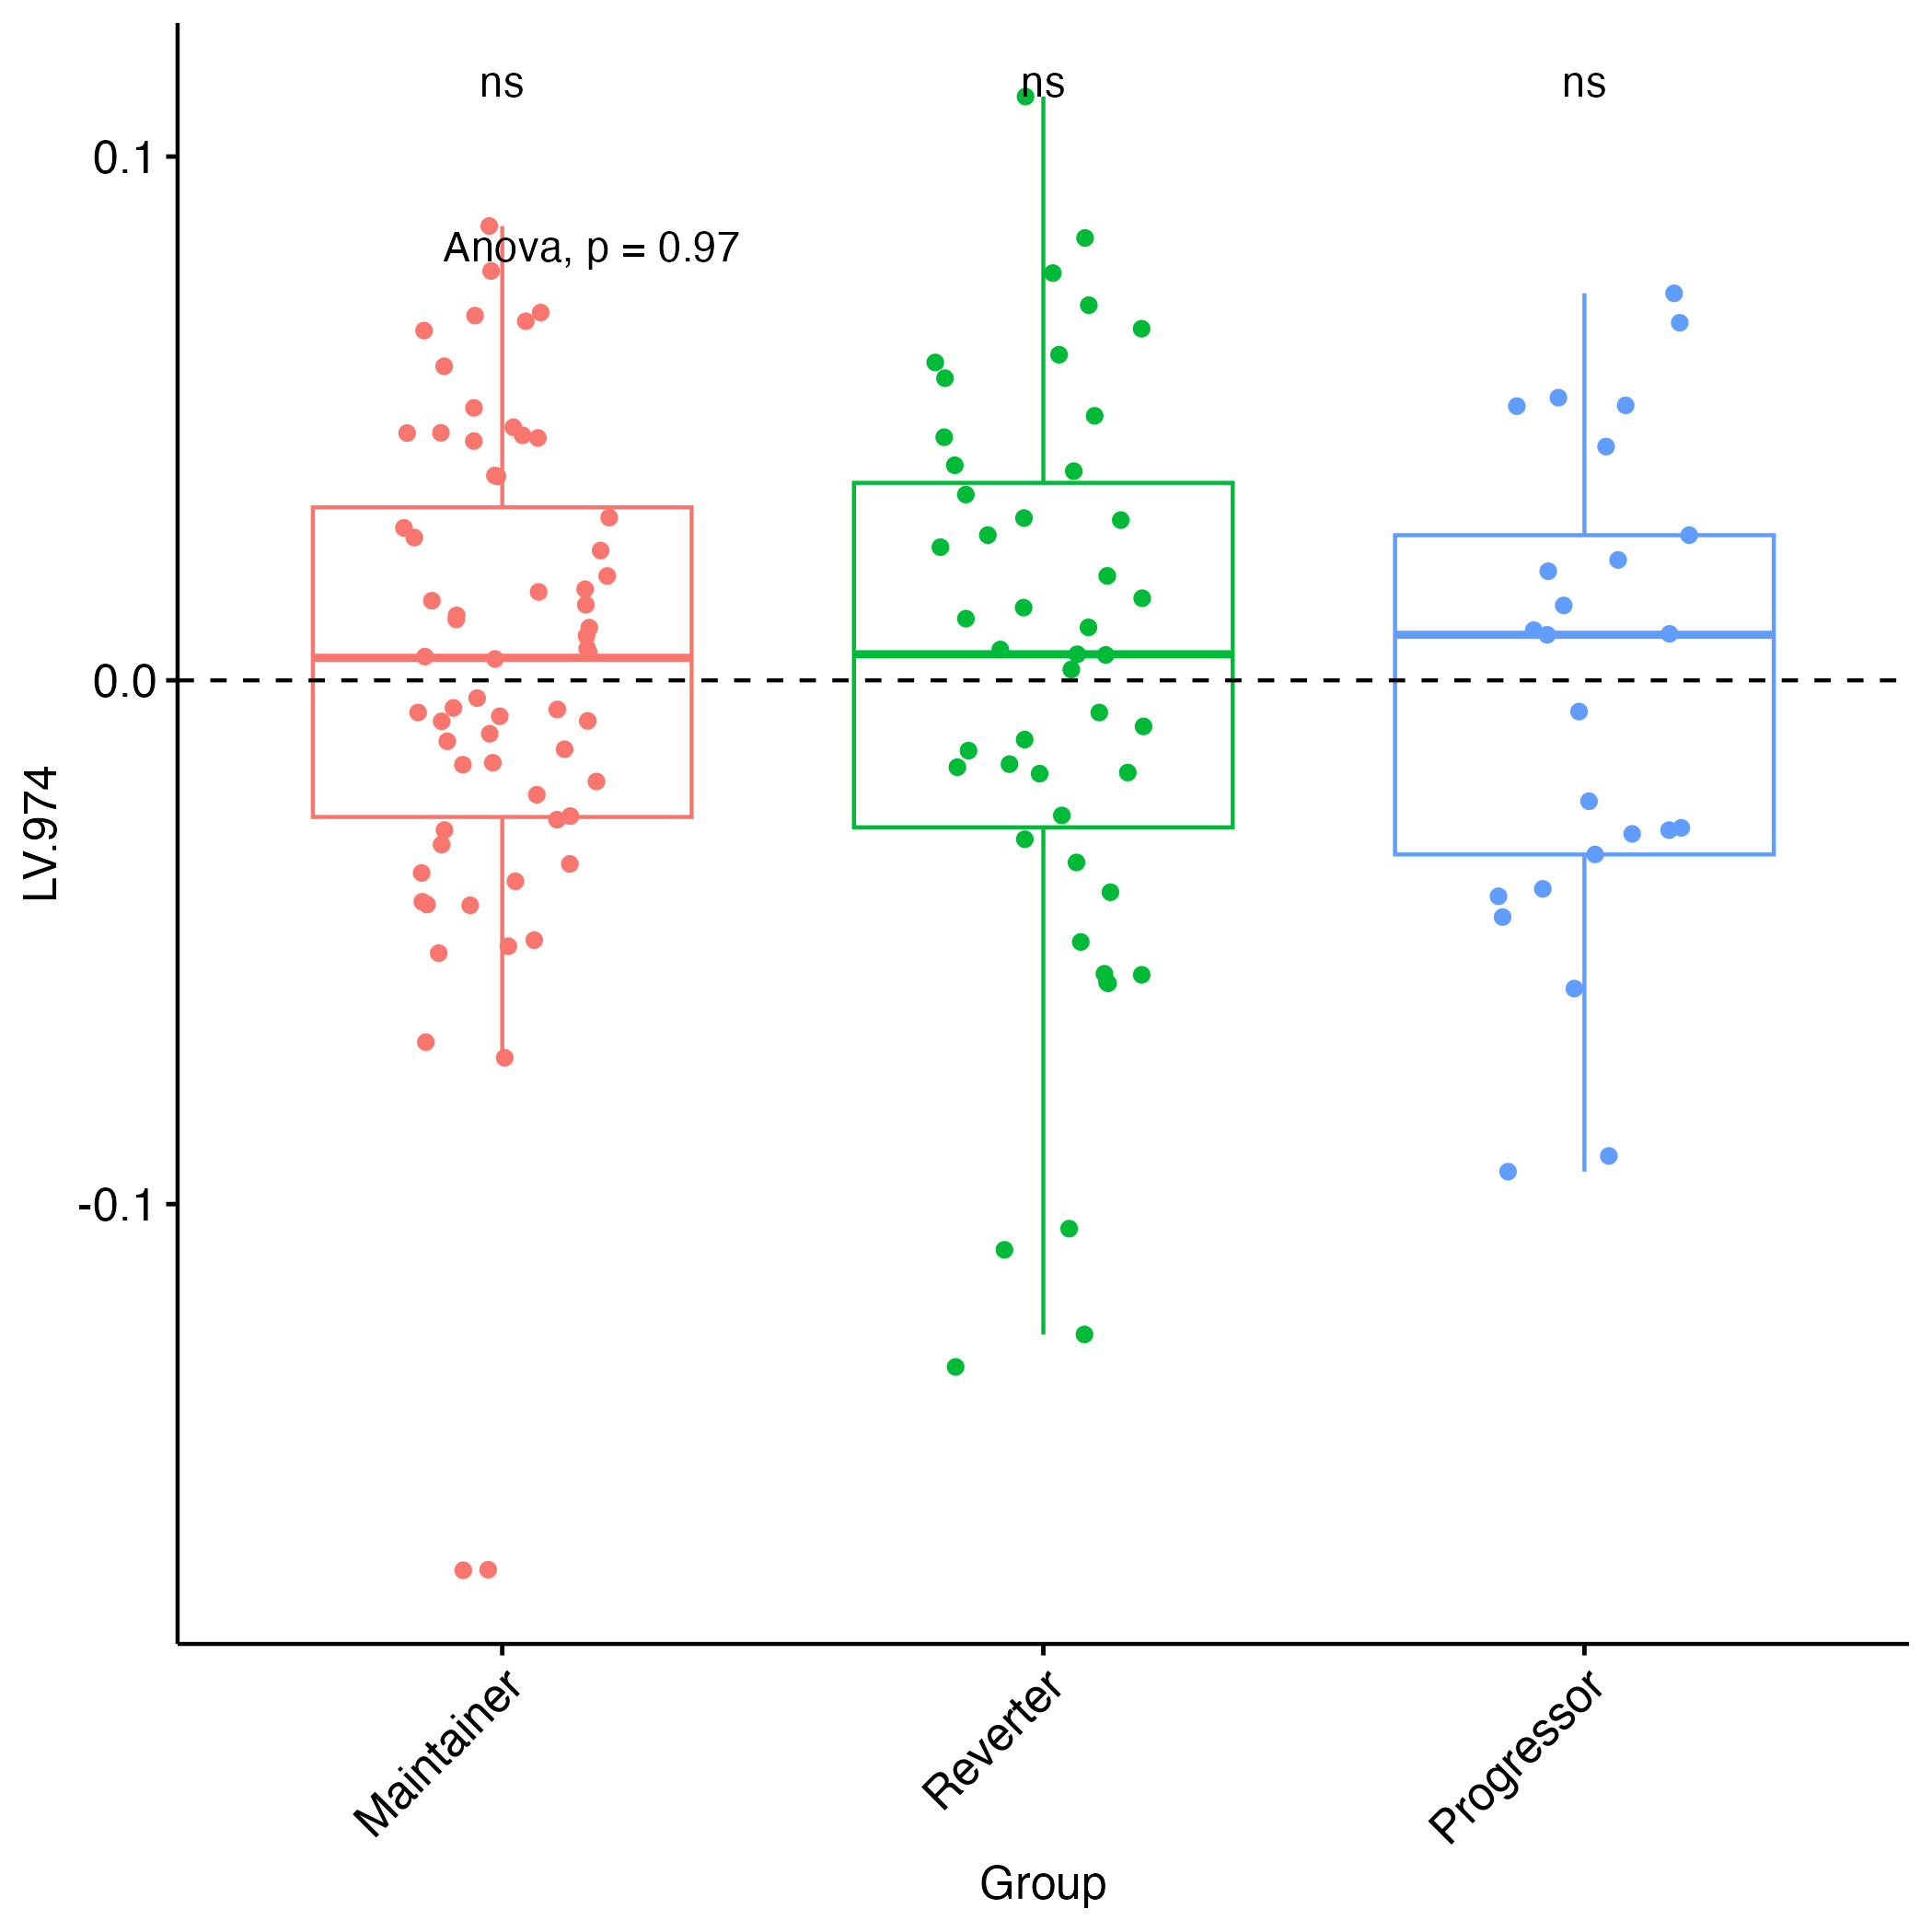 ns
ns
ns
Anova, p = 0.97
0.1
0.0
-0.1
LV.974
Maintainer
Reverter
Progressor
Group